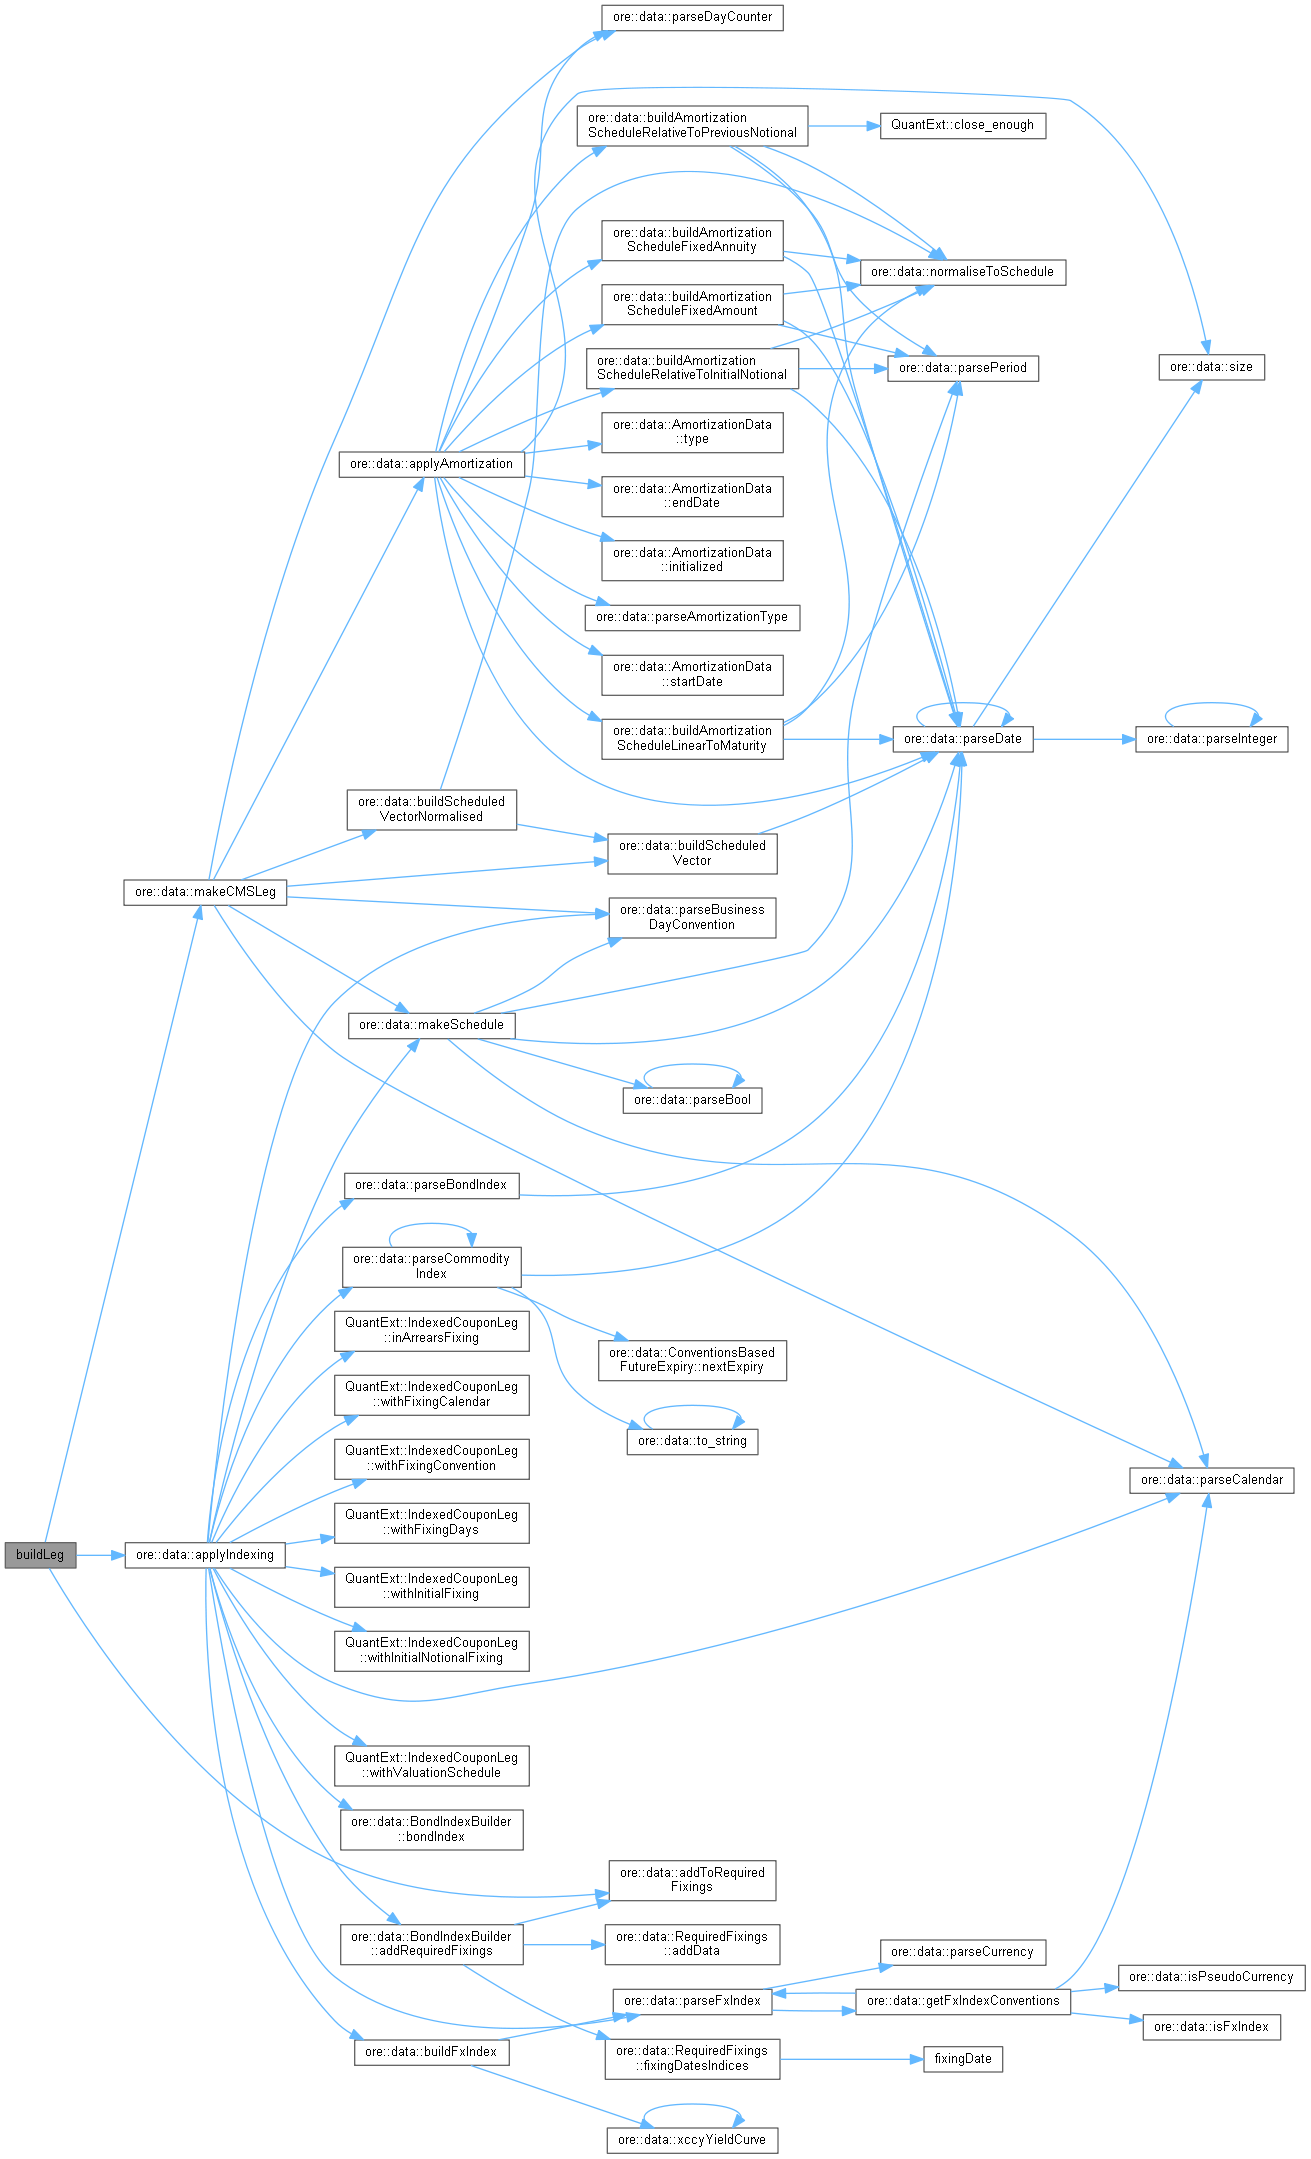 ore::data::parseDayCounter
ore::data::buildAmortization
ScheduleRelativeToPreviousNotional
QuantExt::close_enough
ore::data::buildAmortization
ScheduleFixedAnnuity
ore::data::normaliseToSchedule
ore::data::buildAmortization
ScheduleFixedAmount
ore::data::buildAmortization
ScheduleRelativeToInitialNotional
ore::data::parsePeriod
ore::data::size
ore::data::AmortizationData
::type
ore::data::applyAmortization
ore::data::AmortizationData
::endDate
ore::data::AmortizationData
::initialized
ore::data::parseAmortizationType
ore::data::AmortizationData
::startDate
ore::data::buildAmortization
ScheduleLinearToMaturity
ore::data::parseDate
ore::data::parseInteger
ore::data::buildScheduled
VectorNormalised
ore::data::buildScheduled
Vector
ore::data::makeCMSLeg
ore::data::parseBusiness
DayConvention
ore::data::makeSchedule
ore::data::parseBool
ore::data::parseBondIndex
ore::data::parseCommodity
Index
QuantExt::IndexedCouponLeg
::inArrearsFixing
ore::data::ConventionsBased
FutureExpiry::nextExpiry
QuantExt::IndexedCouponLeg
::withFixingCalendar
ore::data::to_string
QuantExt::IndexedCouponLeg
::withFixingConvention
ore::data::parseCalendar
QuantExt::IndexedCouponLeg
::withFixingDays
buildLeg
ore::data::applyIndexing
QuantExt::IndexedCouponLeg
::withInitialFixing
QuantExt::IndexedCouponLeg
::withInitialNotionalFixing
QuantExt::IndexedCouponLeg
::withValuationSchedule
ore::data::BondIndexBuilder
::bondIndex
ore::data::addToRequired
Fixings
ore::data::BondIndexBuilder
::addRequiredFixings
ore::data::RequiredFixings
::addData
ore::data::parseCurrency
ore::data::isPseudoCurrency
ore::data::parseFxIndex
ore::data::getFxIndexConventions
ore::data::isFxIndex
ore::data::buildFxIndex
ore::data::RequiredFixings
::fixingDatesIndices
fixingDate
ore::data::xccyYieldCurve